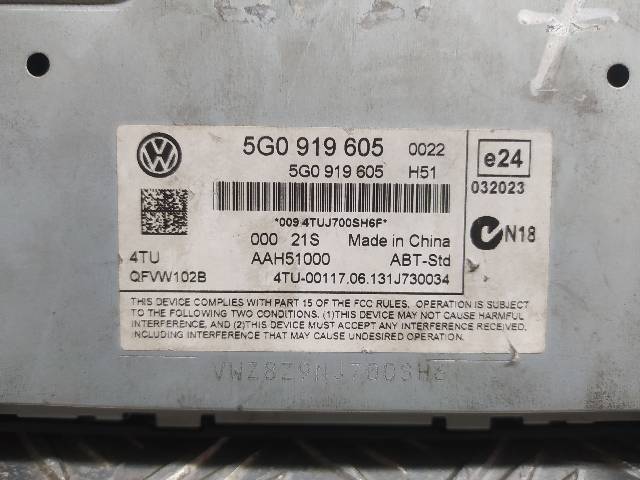 5G0 919 605 0022
5G0 919 605 H51
e24
032023
*009 4TUJ700SH6F*
N18
000 21S Made in China
4TU AAH51000 ABT-Std
QFVW102B 4TU-00117.06.131J730034
THIS DEVICE COMPLIES WITH PART 15 OF THE FCC RULES. OPERATION IS SUBJECT
TO THE FOLLOWING TWO CONDITIONS. (1)THIS DEVICE MAY NOT CAUSE HARMFUL
INTERFERENCE, AND (2)THIS DEVICE MUST ACCEPT ANY INTERFERENCE RECEIVED,
INCLUDING INTERFERENCE THAT MAY CAUSE UNDESIRED OPERATION.